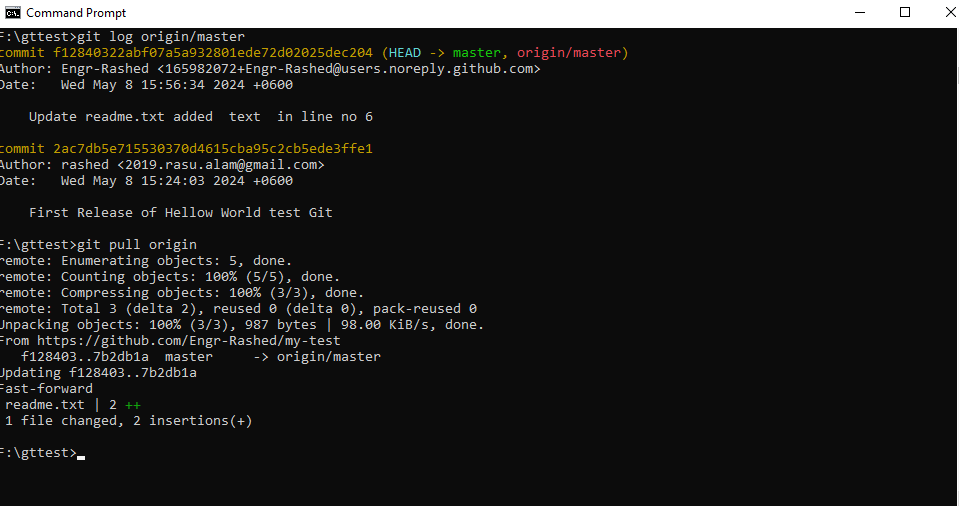 Command Prompt
F:\gttest>git log origin/master
commit f12840322abf07a5a932801ede72d02025dec204 (HEAD -> master, origin/master)
Author: Engr-Rashed <165982072+Engr-Rashed@users.noreply.github.com>
Date:   Wed May 8 15:56:34 2024 +0600
    Update readme.txt added  text  in line no 6
commit 2ac7db5e715530370d4615cba95c2cb5ede3ffe1
Author: rashed <2019.rasu.alam@gmail.com>
Date:   Wed May 8 15:24:03 2024 +0600
    First Release of Hellow World test Git
F:\gttest>git pull origin
remote: Enumerating objects: 5, done.
remote: Counting objects: 100% (5/5), done.
remote: Compressing objects: 100% (3/3), done.
remote: Total 3 (delta 2), reused 0 (delta 0), pack-reused 0
Unpacking objects: 100% (3/3), 987 bytes | 98.00 KiB/s, done.
From https://github.com/Engr-Rashed/my-test
   f128403..7b2db1a  master     -> origin/master
Updating f128403..7b2db1a
Fast-forward
 readme.txt | 2 ++
 1 file changed, 2 insertions(+)
F:\gttest>